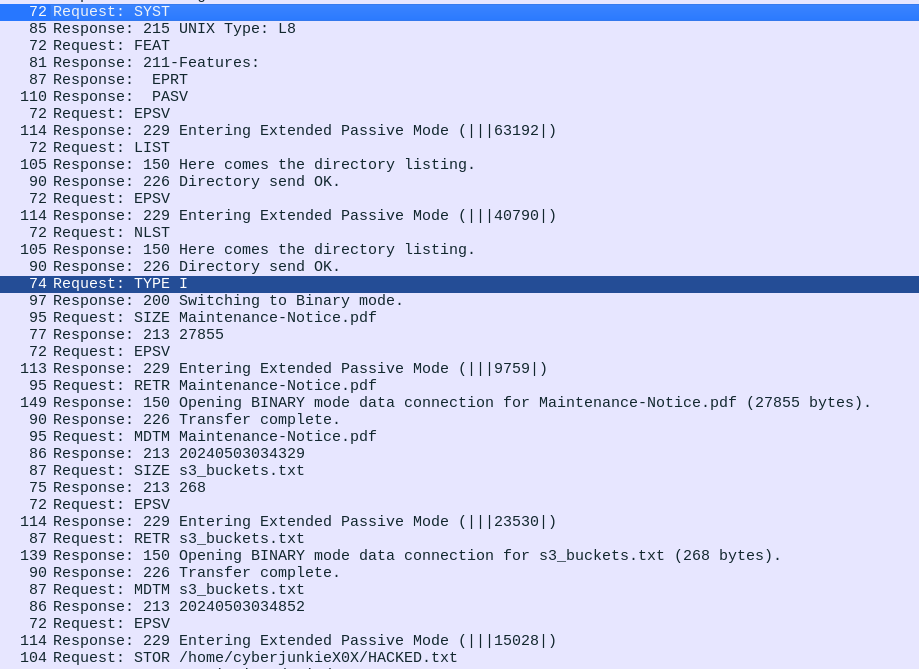 72 Request: SYST
85 Response: 215 UNIX Type: L8
72 Request: FEAT
81 Response: 211-Features:
87 Response:  EPRT
110 Response:  PASV
72 Request: EPSV
114 Response: 229 Entering Extended Passive Mode (|||63192|)
72 Request: LIST
105 Response: 150 Here comes the directory listing.
90 Response: 226 Directory send OK.
72 Request: EPSV
114 Response: 229 Entering Extended Passive Mode (|||40790|)
72 Request: NLST
105 Response: 150 Here comes the directory listing.
90 Response: 226 Directory send OK.
74 Request: TYPE I
97 Response: 200 Switching to Binary mode.
95 Request: SIZE Maintenance-Notice.pdf
77 Response: 213 27855
72 Request: EPSV
113 Response: 229 Entering Extended Passive Mode (|||9759|)
95 Request: RETR Maintenance-Notice.pdf
149 Response: 150 Opening BINARY mode data connection for Maintenance-Notice.pdf (27855 bytes).
90 Response: 226 Transfer complete.
95 Request: MDTM Maintenance-Notice.pdf
86 Response: 213 20240503034329
87 Request: SIZE s3_buckets.txt
75 Response: 213 268
72 Request: EPSV
114 Response: 229 Entering Extended Passive Mode (|||23530|)
87 Request: RETR s3_buckets.txt
139 Response: 150 Opening BINARY mode data connection for s3_buckets.txt (268 bytes).
90 Response: 226 Transfer complete.
87 Request: MDTM s3_buckets.txt
86 Response: 213 20240503034852
72 Request: EPSV
114 Response: 229 Entering Extended Passive Mode (|||15028|)
104 Request: STOR /home/cyberjunkieX0X/HACKED.txt